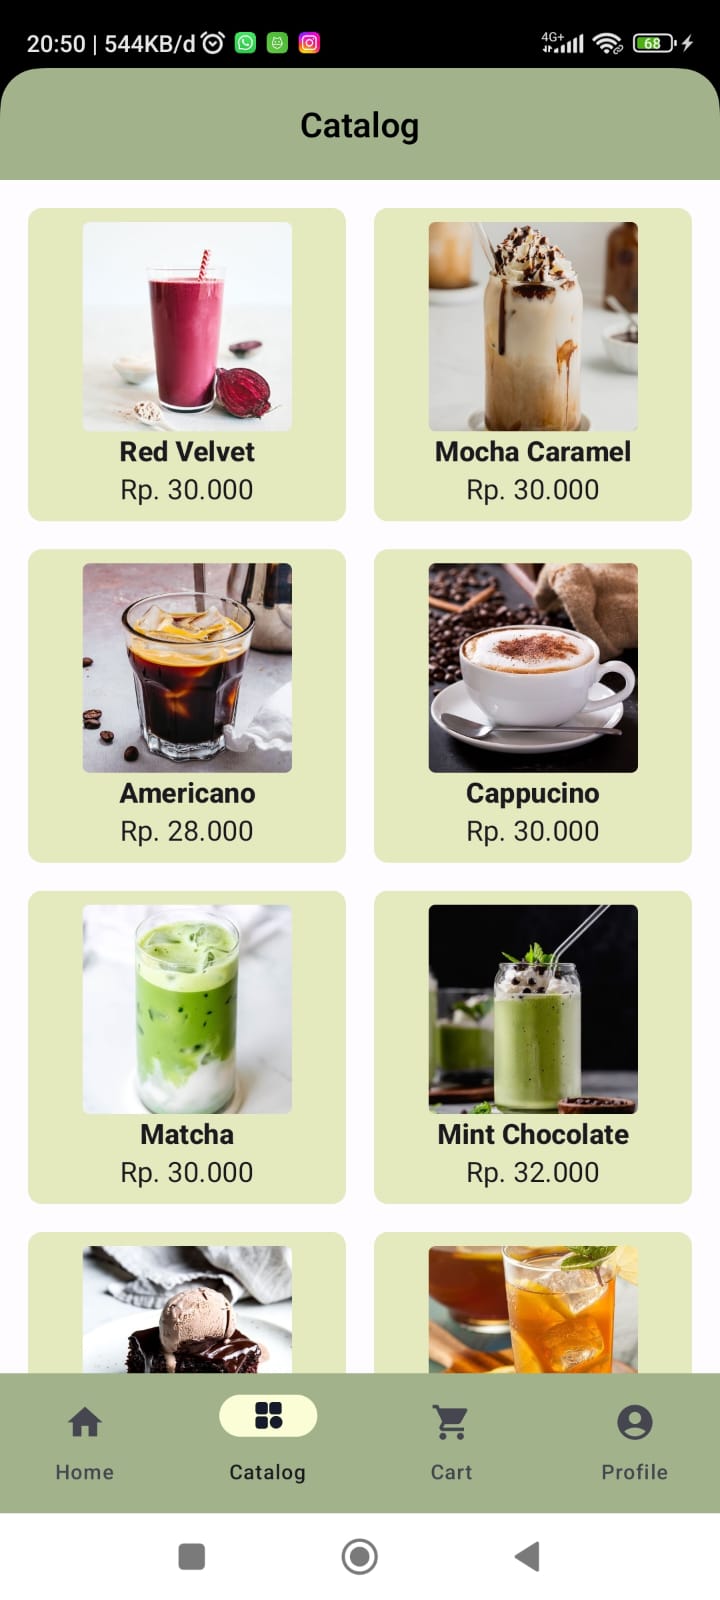 20:50 | 544KB/d
4G+
68
Catalog
Red Velvet
Rp. 30.000
Mocha Caramel
Rp. 30.000
Americano
Rp. 28.000
Cappucino
Rp. 30.000
Matcha
Rp. 30.000
Mint Chocolate
Rp. 32.000
Home
Catalog
Cart
Profile